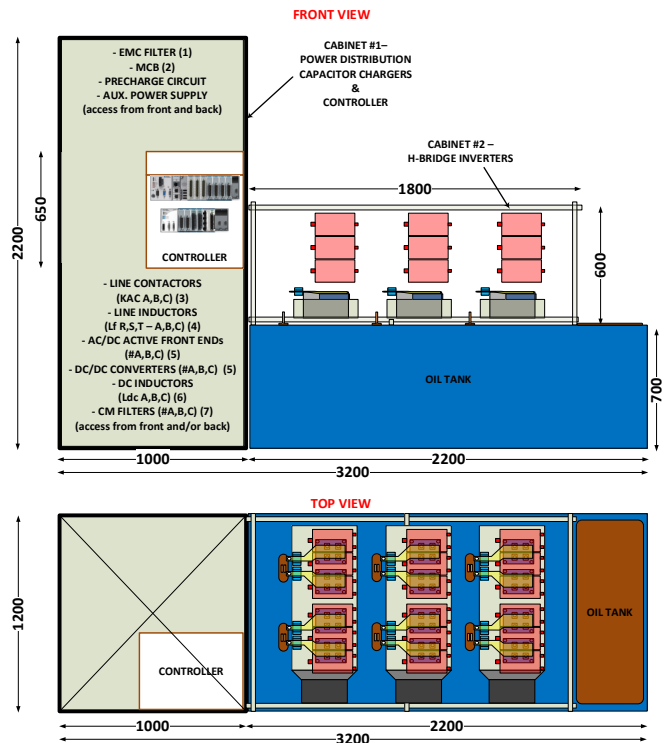 FRONT VIEW
- EMC FILTER (1)
- MCB (2)
- PRECHARGE CIRCUIT
- AUX. POWER SUPPLY
(access from front and back)
CABINET #1–
POWER DISTRIBUTION
CAPACITOR CHARGERS
&
CONTROLLER
CABINET #2 –
H-BRIDGE INVERTERS
1800
650
2200
600
CONTROLLER
- LINE CONTACTORS
(KAC A,B,C) (3)
- LINE INDUCTORS
(Lf R,S,T – A,B,C) (4)
- AC/DC ACTIVE FRONT ENDs
(#A,B,C) (5)
- DC/DC CONVERTERS (#A,B,C) (5)
- DC INDUCTORS
(Ldc A,B,C) (6)
- CM FILTERS (#A,B,C) (7)
(access from front and/or back)
OIL TANK
700
1000
2200
3200
TOP VIEW
1200
CONTROLLER
OIL TANK
1000
2200
3200